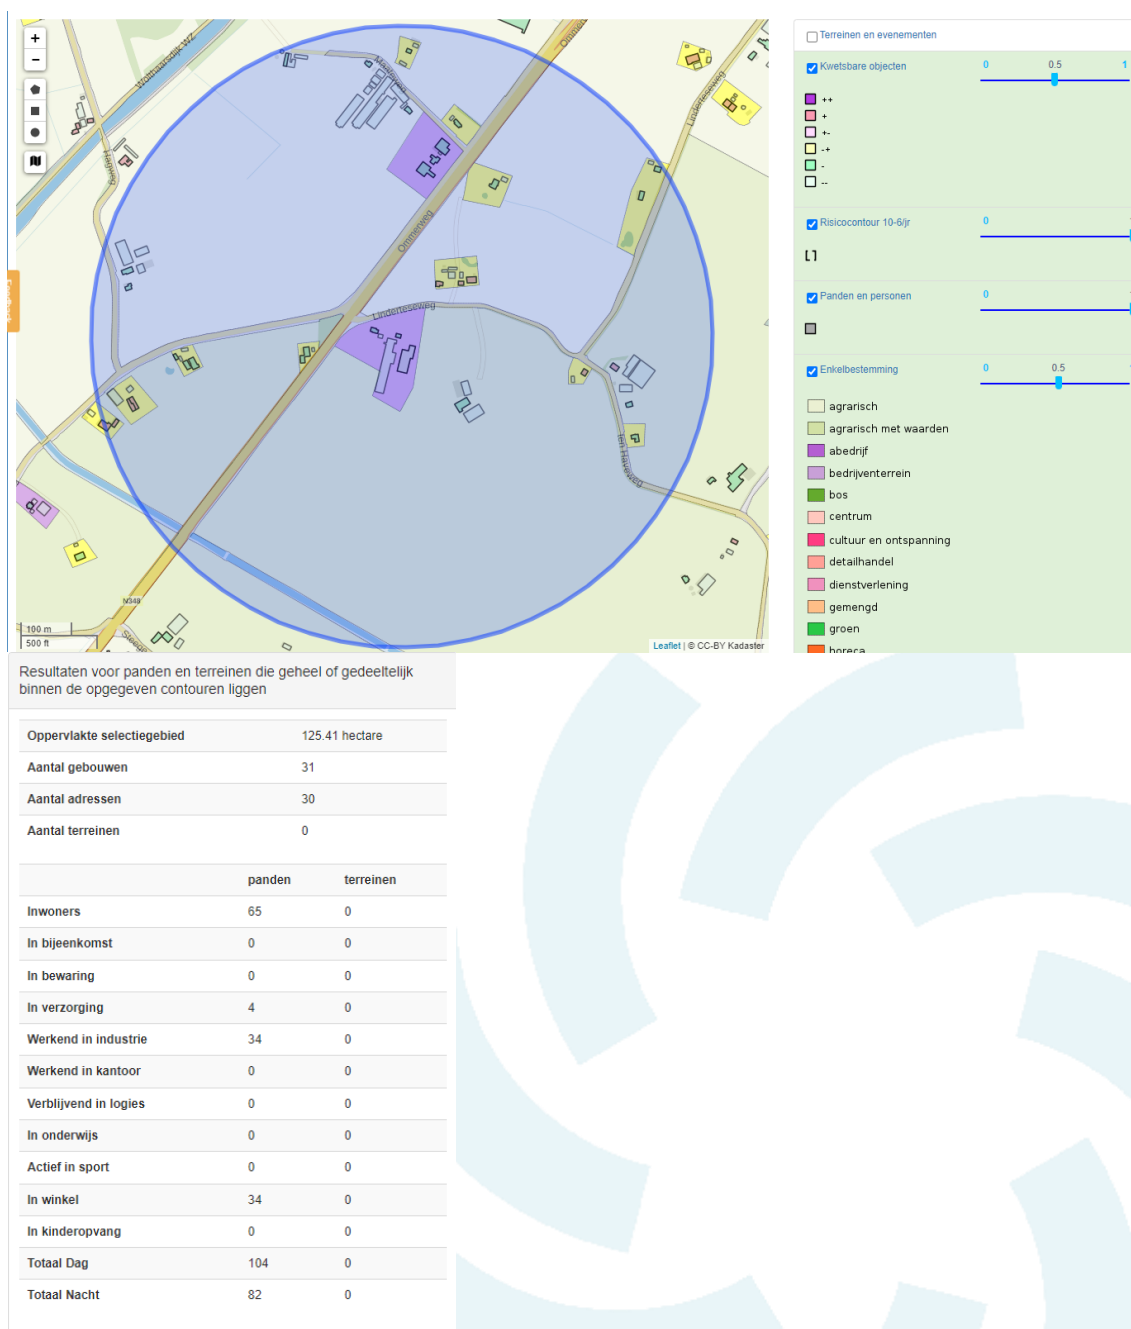 +
−
Wolthaarsdijk WZ
Hagweg
Ommerweg
Linderteseweg
Linderteseweg
Ten Haveweg
N348
100 m
500 ft
Leaflet | © CC-BY Kadaster
Terreinen en evenementen
Kwetsbare objecten
0 0.5 1
++
+
+-
-+
-
--
Risicocontour 10-6/jr
0
Panden en personen
0
Enkelbestemming
0 0.5
agrarisch
agrarisch met waarden
abedrijf
bedrijventerrein
bos
centrum
cultuur en ontspanning
detailhandel
dienstverlening
gemengd
groen
horeca
Resultaten voor panden en terreinen die geheel of gedeeltelijk
binnen de opgegeven contouren liggen
Oppervlakte selectiegebied 125.41 hectare
Aantal gebouwen 31
Aantal adressen 30
Aantal terreinen 0
panden terreinen
Inwoners 65 0
In bijeenkomst 0 0
In bewaring 0 0
In verzorging 4 0
Werkend in industrie 34 0
Werkend in kantoor 0 0
Verblijvend in logies 0 0
In onderwijs 0 0
Actief in sport 0 0
In winkel 34 0
In kinderopvang 0 0
Totaal Dag 104 0
Totaal Nacht 82 0